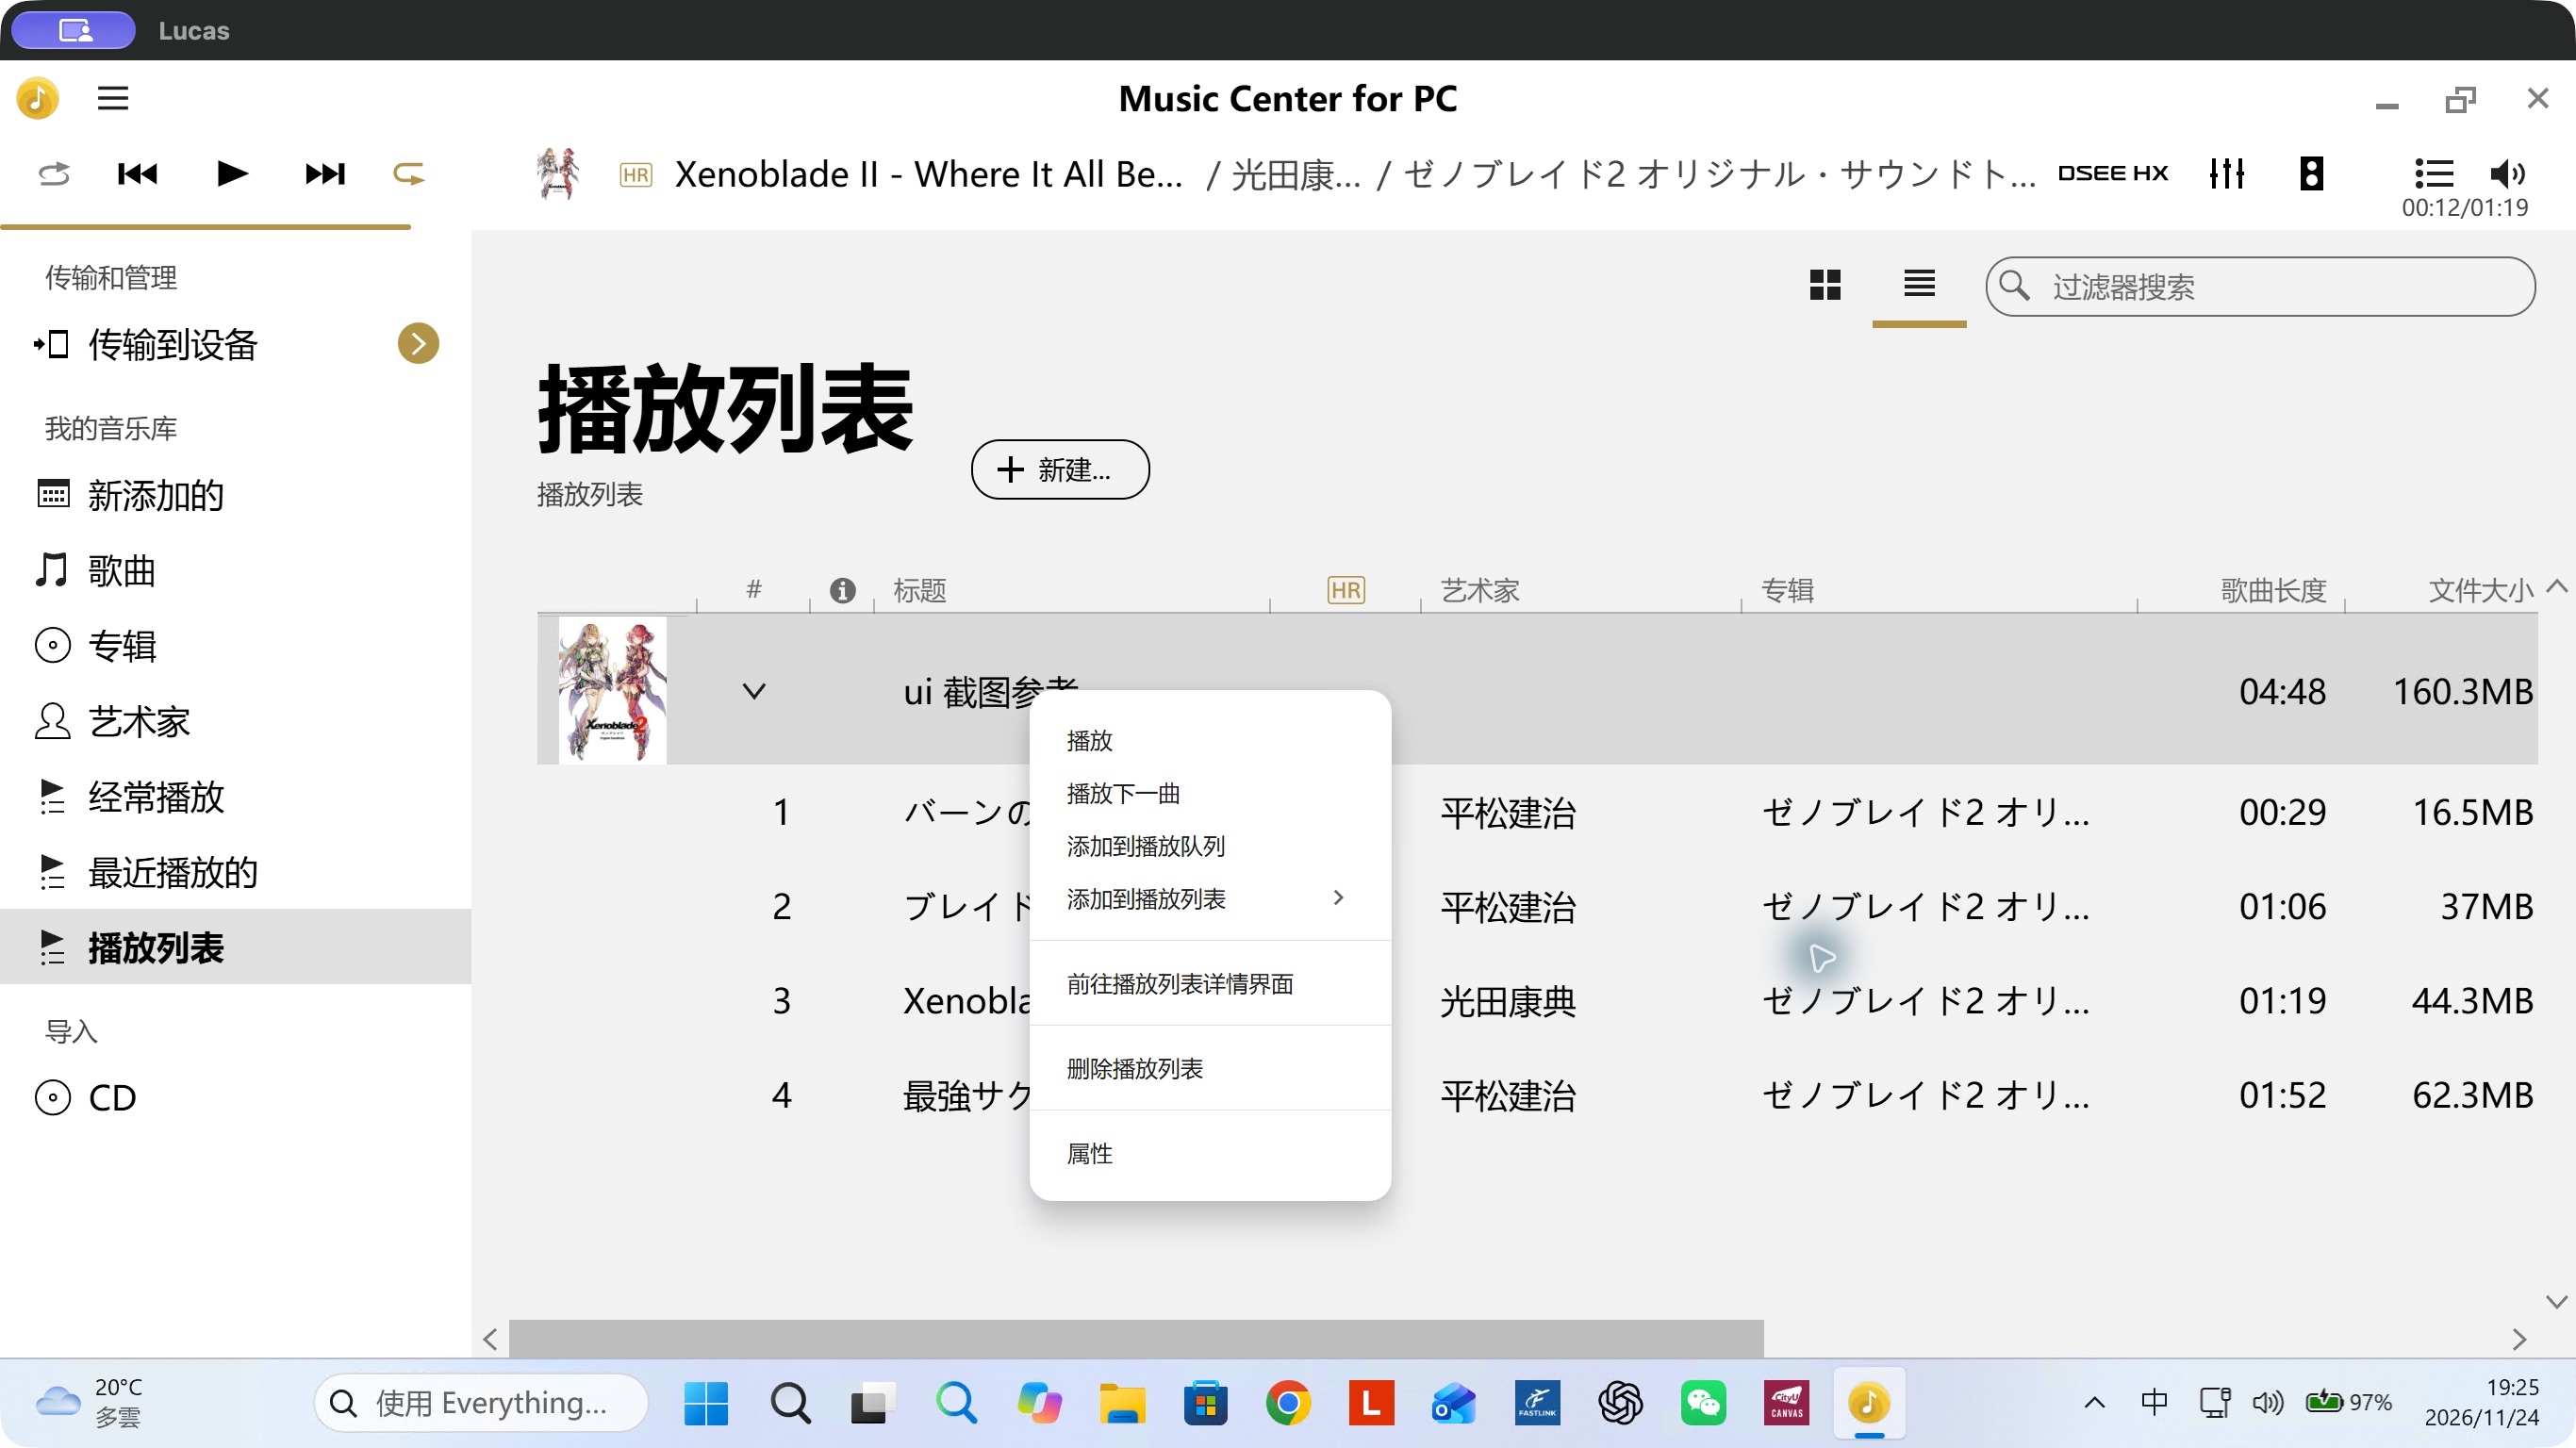 Lucas
Music Center for PC
HR Xenoblade II - Where It All Be... / 光田康... / ゼノブレイド2 オリジナル・サウンドト... DSEE HX
00:12/01:19
传输和管理
传输到设备
我的音乐库
新添加的
歌曲
专辑
艺术家
经常播放
最近播放的
播放列表
导入
CD
过滤器搜索
播放列表
播放列表
新建...
# 标题 HR 艺术家 专辑 歌曲长度 文件大小
Xenoblade2
ui 截图参考 04:48 160.3MB
1 バーンの 平松建治 ゼノブレイド2 オリ... 00:29 16.5MB
2 ブレイド 平松建治 ゼノブレイド2 オリ... 01:06 37MB
3 Xenobla 光田康典 ゼノブレイド2 オリ... 01:19 44.3MB
4 最強サク 平松建治 ゼノブレイド2 オリ... 01:52 62.3MB
播放
播放下一曲
添加到播放队列
添加到播放列表
前往播放列表详情界面
删除播放列表
属性
20°C
多雲
使用 Everything...
L
FASTLINK
CityU
CANVAS
中
97%
19:25
2026/11/24